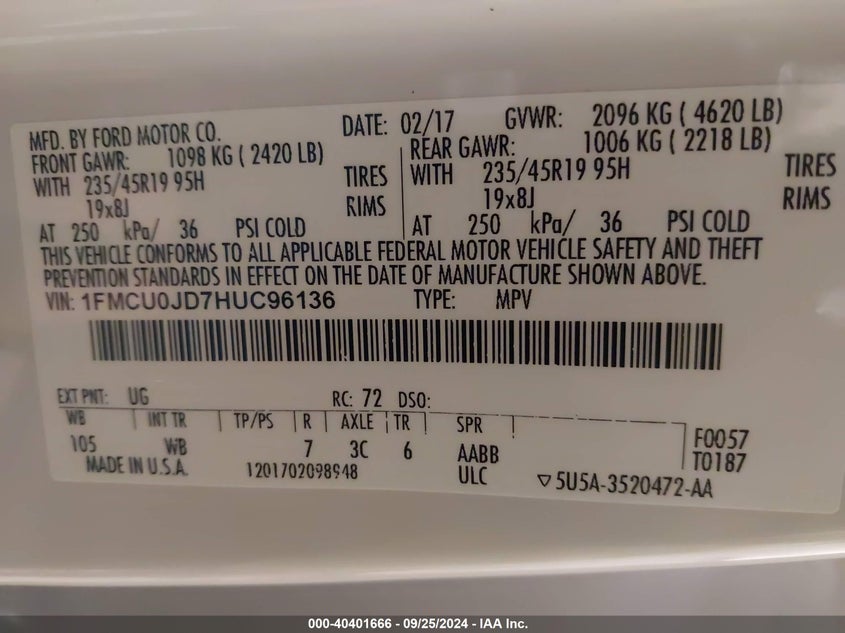 MFD. BY FORD MOTOR CO. DATE: 02/17 GVWR: 2096 KG ( 4620 LB)
FRONT GAWR: 1098 KG ( 2420 LB) REAR GAWR: 1006 KG ( 2218 LB)
WITH 235/45R19 95H TIRES WITH 235/45R19 95H TIRES
19x8J RIMS 19x8J RIMS
AT 250 kPa/ 36 PSI COLD AT 250 kPa/ 36 PSI COLD
THIS VEHICLE CONFORMS TO ALL APPLICABLE FEDERAL MOTOR VEHICLE SAFETY AND THEFT
PREVENTION STANDARDS IN EFFECT ON THE DATE OF MANUFACTURE SHOWN ABOVE.
VIN: 1FMCU0JD7HUC96136 TYPE: MPV
EXT PNT: UG RC: 72 DSO:
WB INT TR TP/PS R AXLE TR SPR
105 WB 7 3C 6 AABB F0057
MADE IN U.S.A. 1201702098948 ULC T0187
▽5U5A-3520472-AA
000-40401666 - 09/25/2024 - IAA Inc.